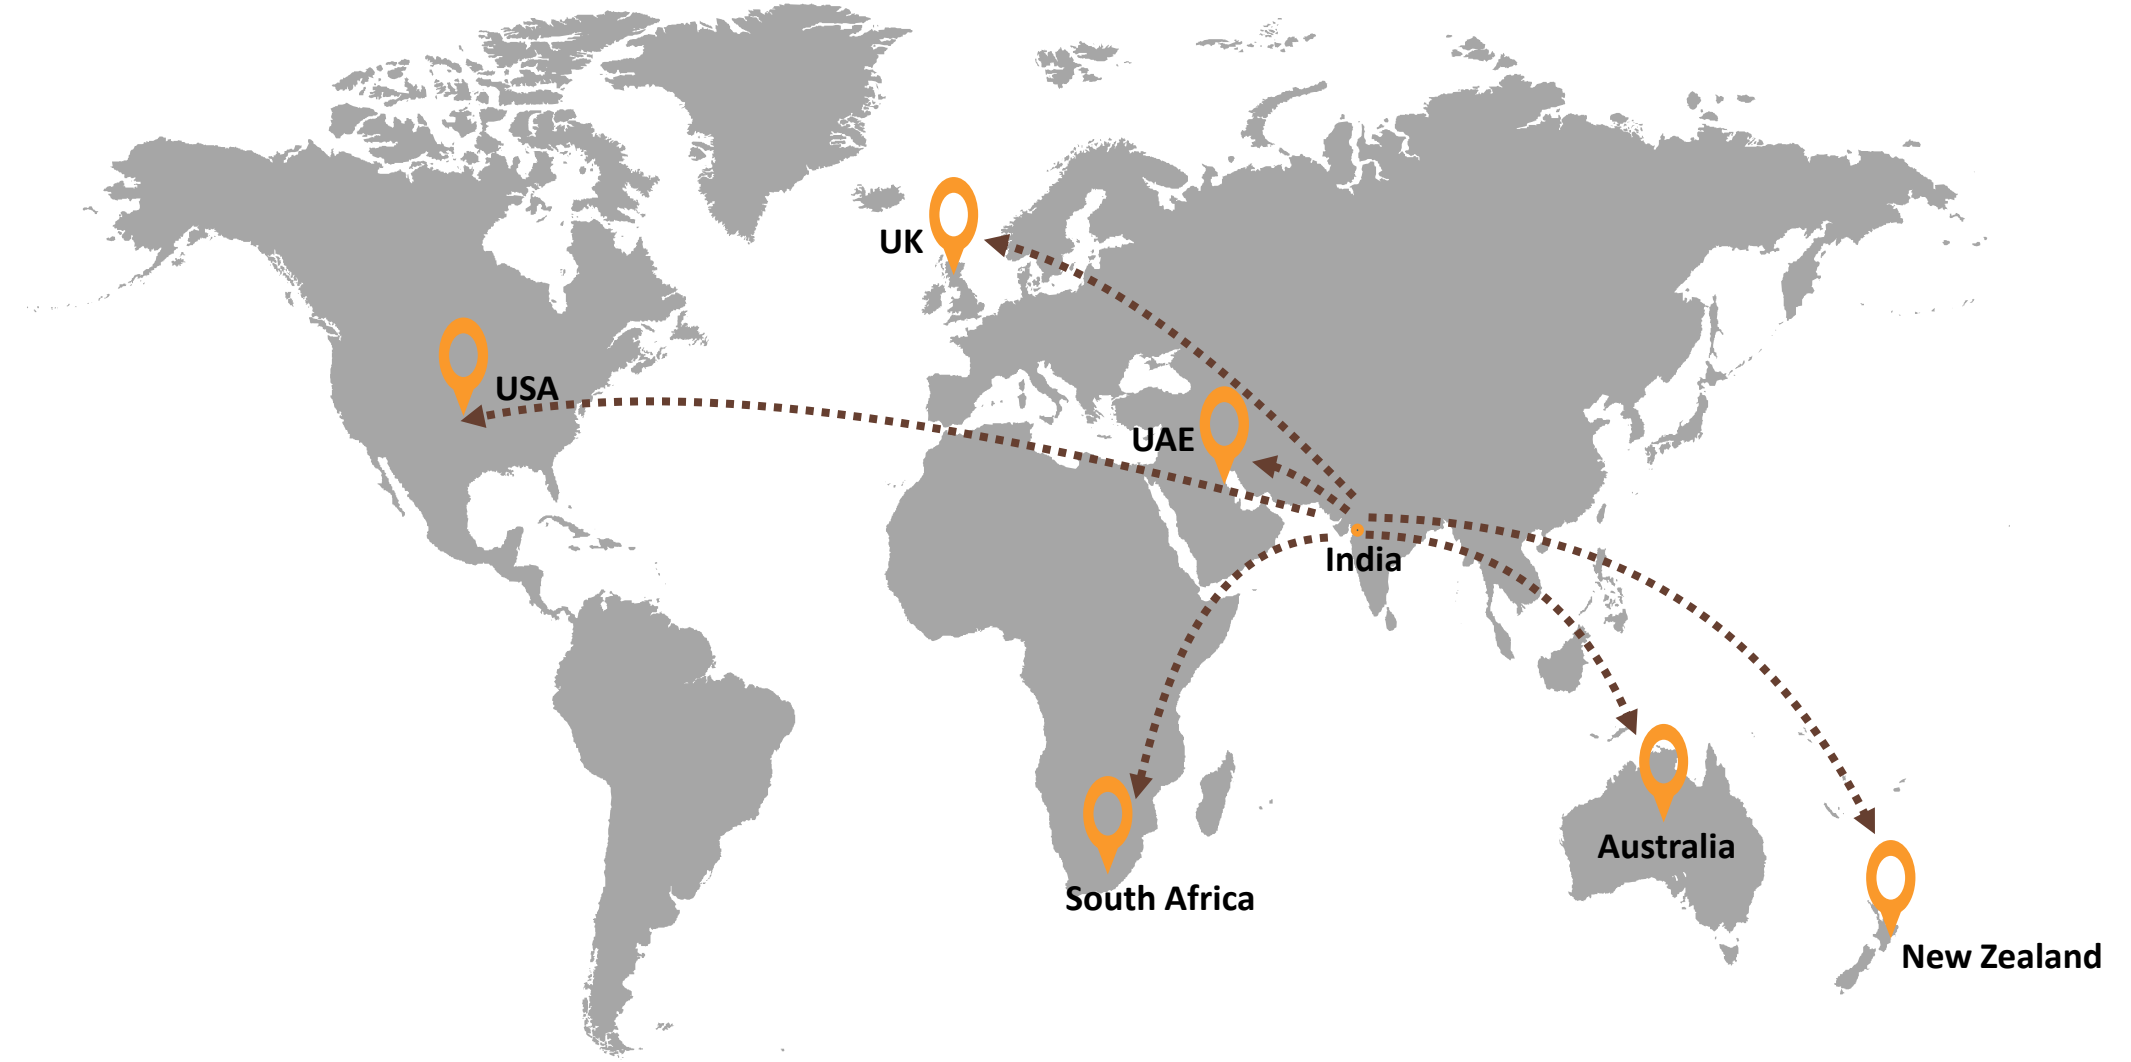 UK
USA
UAE
India
Australia
South Africa
New Zealand